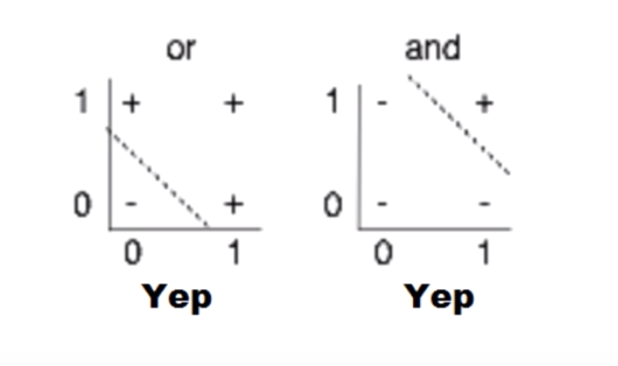 or and
1 + + 1 - +
0 - + 0 - -
0 1 0 1
Yep Yep